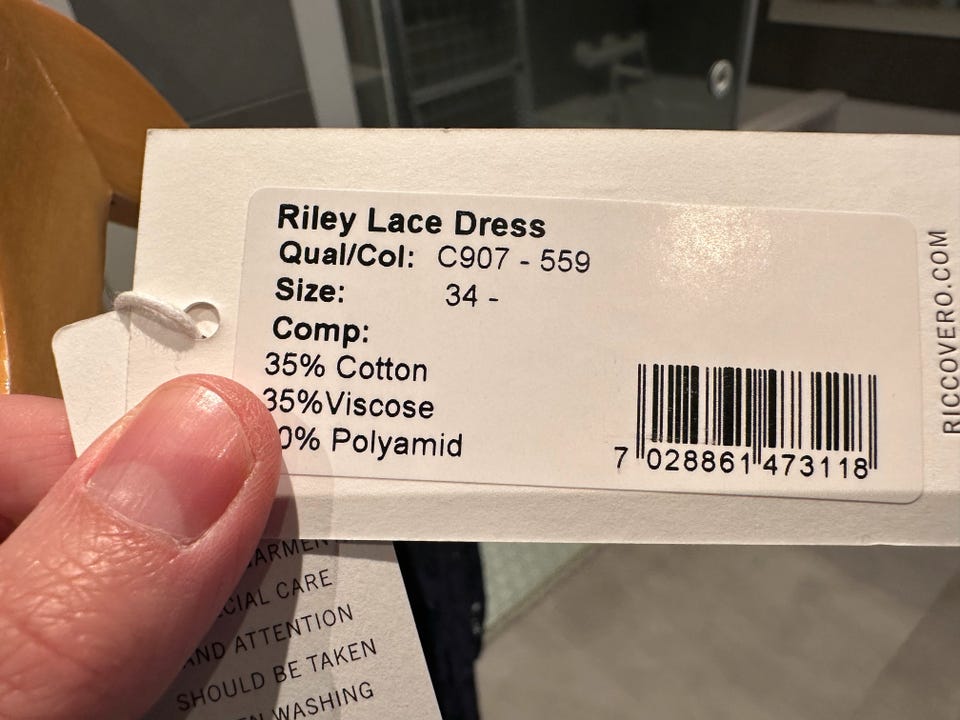 Riley Lace Dress
Qual/Col: C907 - 559
Size: 34 -
Comp:
35% Cotton
35%Viscose
0% Polyamid
7 028861 473118
RICCOVERO.COM
CARE
AND ATTENTION
SHOULD BE TAKEN
WASHING